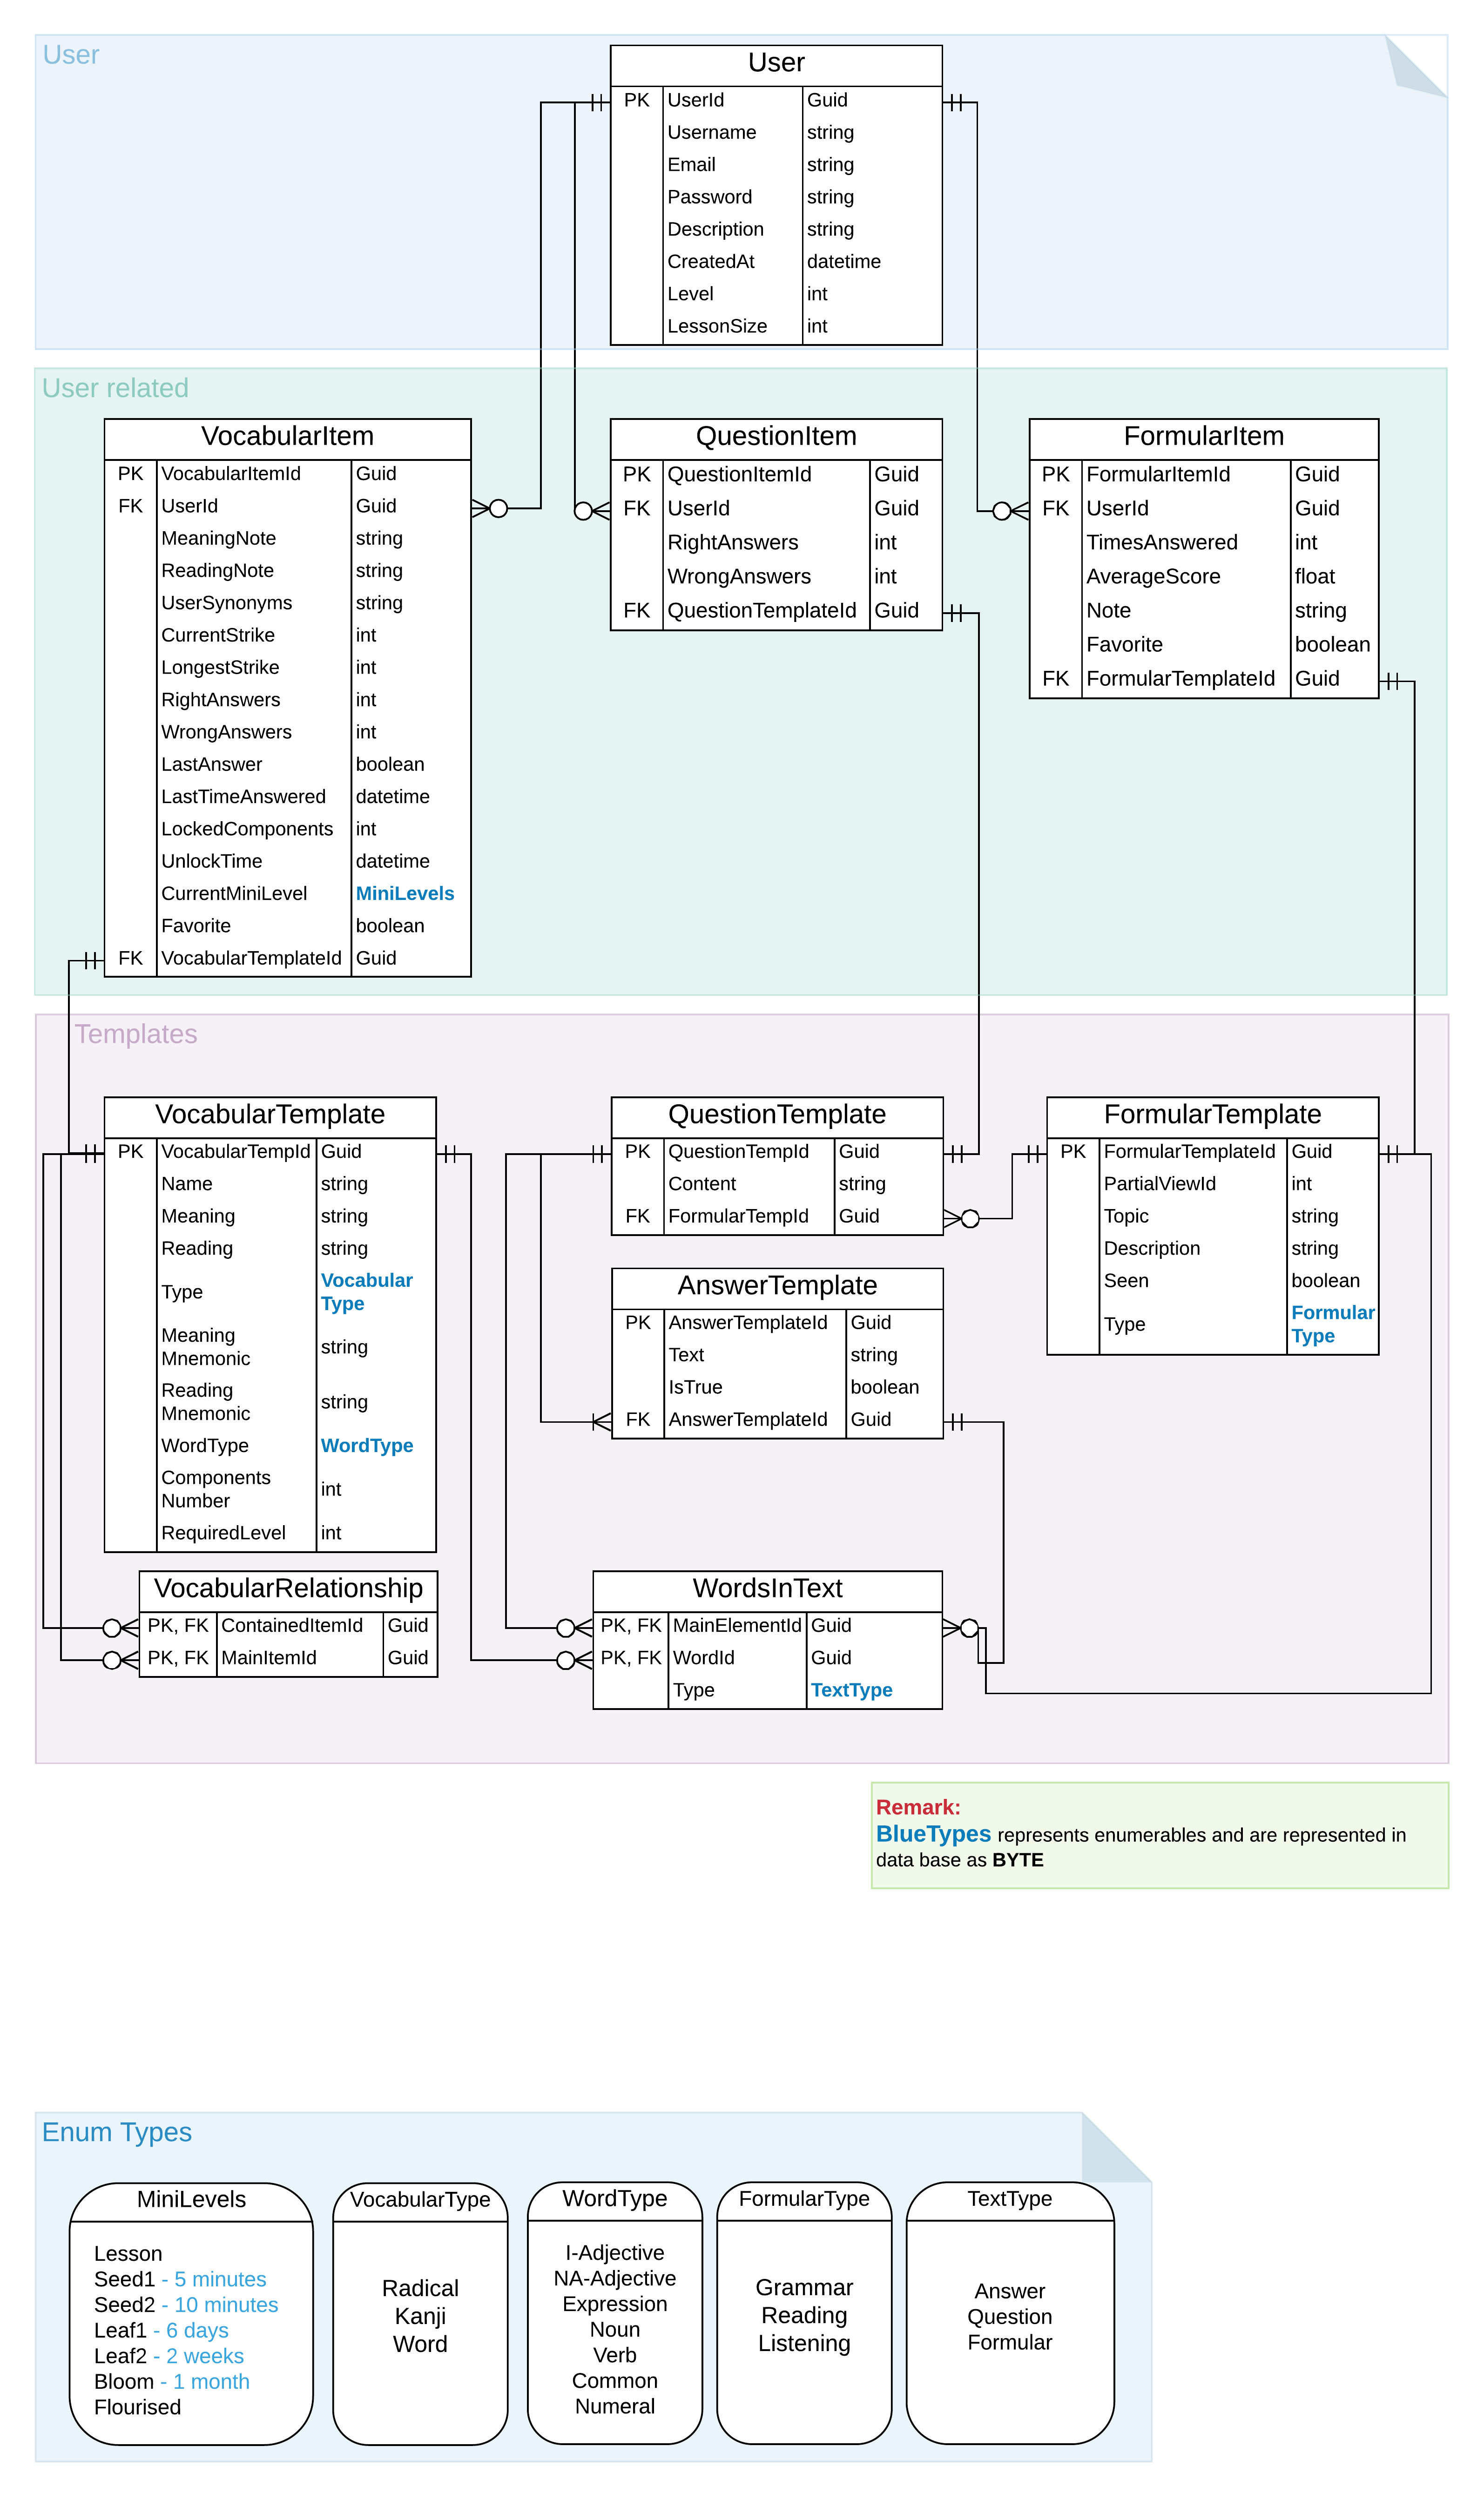 User
User
PK UserId Guid
Username string
Email string
Password string
Description string
CreatedAt datetime
Level int
LessonSize int
User related
VocabularItem
PK VocabularItemId Guid
FK UserId Guid
MeaningNote string
ReadingNote string
UserSynonyms string
CurrentStrike int
LongestStrike int
RightAnswers int
WrongAnswers int
LastAnswer boolean
LastTimeAnswered datetime
LockedComponents int
UnlockTime datetime
CurrentMiniLevel MiniLevels
Favorite boolean
FK VocabularTemplateId Guid
QuestionItem
PK QuestionItemId Guid
FK UserId Guid
RightAnswers int
WrongAnswers int
FK QuestionTemplateId Guid
FormularItem
PK FormularItemId Guid
FK UserId Guid
TimesAnswered int
AverageScore float
Note string
Favorite boolean
FK FormularTemplateId Guid
Templates
VocabularTemplate
PK VocabularTempId Guid
Name string
Meaning string
Reading string
Type Vocabular
Type
Meaning
Mnemonic string
Reading
Mnemonic string
WordType WordType
Components
Number int
RequiredLevel int
QuestionTemplate
PK QuestionTempId Guid
Content string
FK FormularTempId Guid
FormularTemplate
PK FormularTemplateId Guid
PartialViewId int
Topic string
Description string
Seen boolean
Type Formular
Type
AnswerTemplate
PK AnswerTemplateId Guid
Text string
IsTrue boolean
FK AnswerTemplateId Guid
VocabularRelationship
PK, FK ContainedItemId Guid
PK, FK MainItemId Guid
WordsInText
PK, FK MainElementId Guid
PK, FK WordId Guid
Type TextType
Remark:
BlueTypes represents enumerables and are represented in
data base as BYTE
Enum Types
MiniLevels
Lesson
Seed1 - 5 minutes
Seed2 - 10 minutes
Leaf1 - 6 days
Leaf2 - 2 weeks
Bloom - 1 month
Flourised
VocabularType
Radical
Kanji
Word
WordType
I-Adjective
NA-Adjective
Expression
Noun
Verb
Common
Numeral
FormularType
Grammar
Reading
Listening
TextType
Answer
Question
Formular